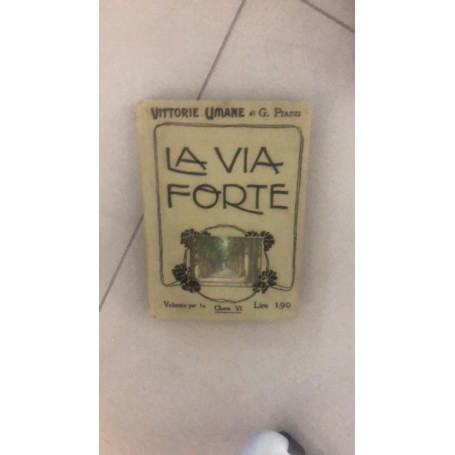 VITTORIE UMANE di G. PIAZZI
LA VIA
FORTE
Volume per la Classe VI Lire 1.90